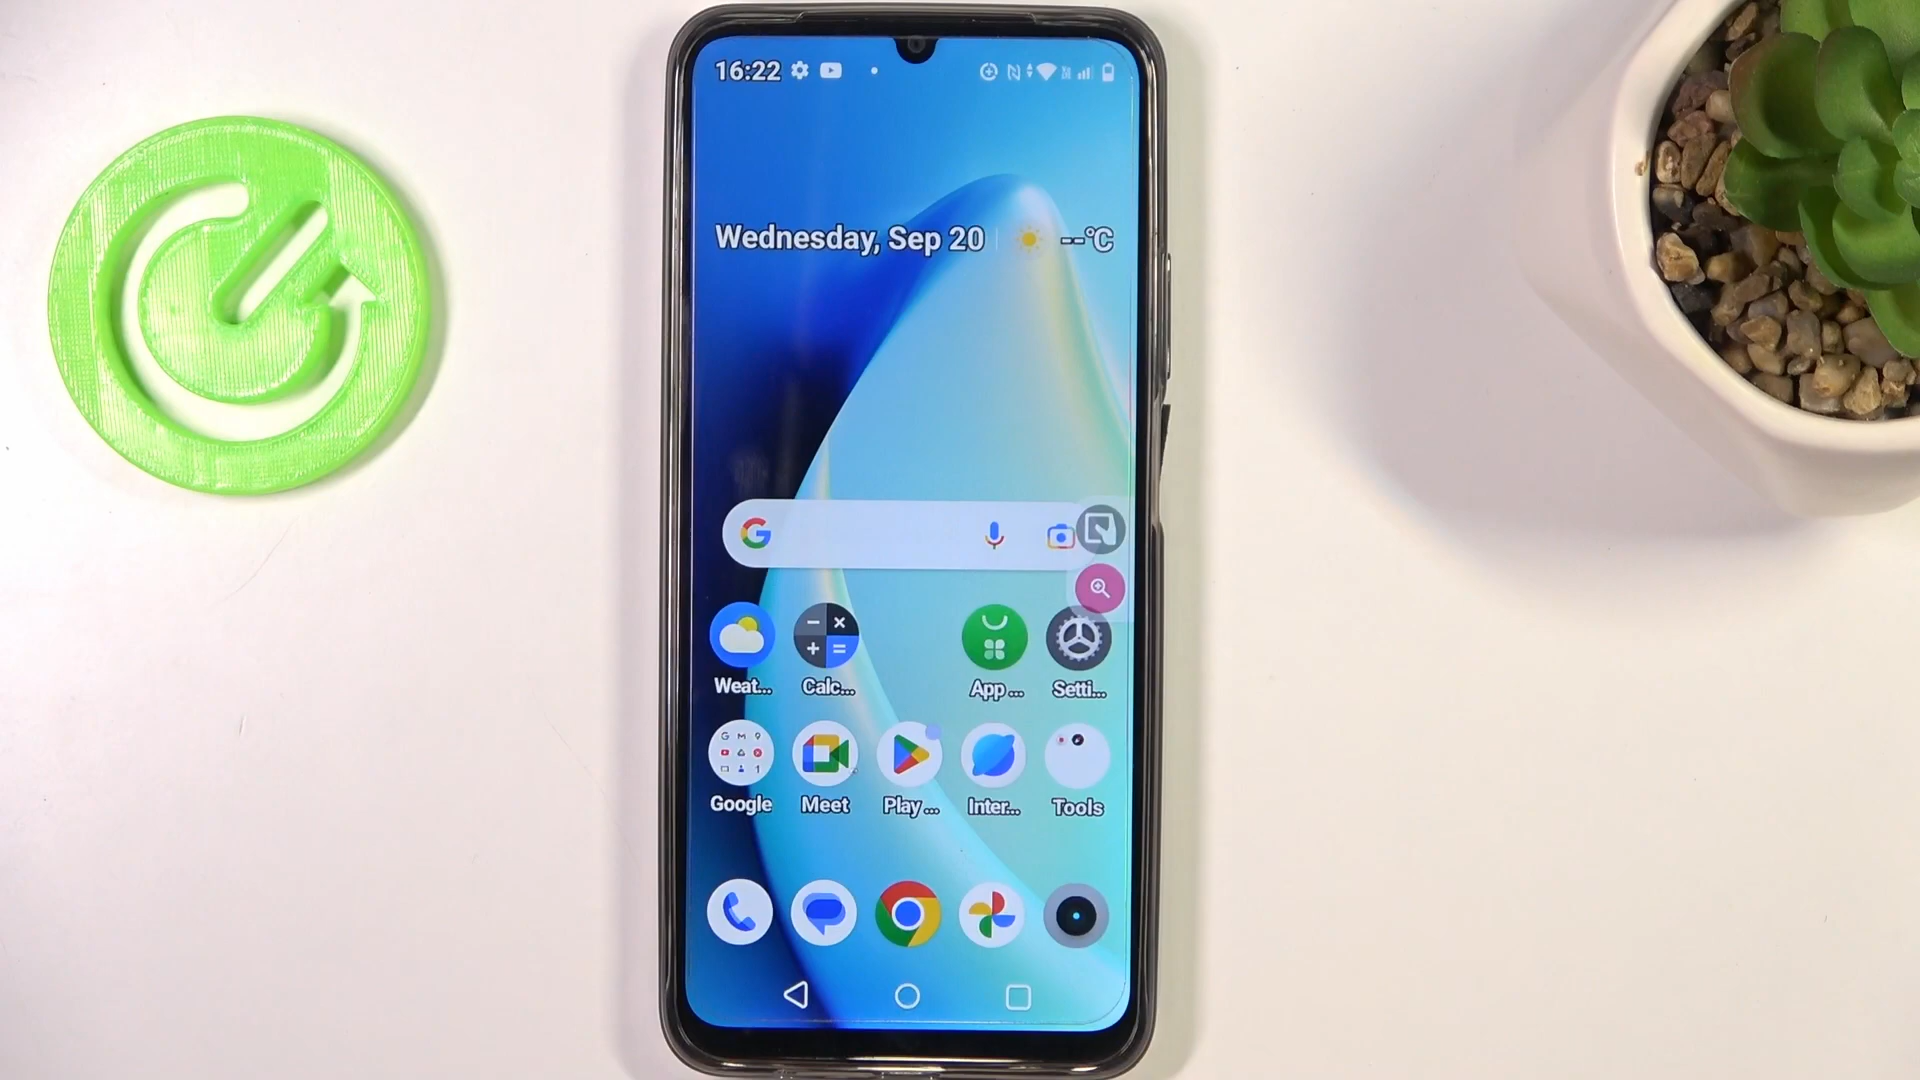 16:22
Wednesday, Sep 20 --°C
Weat... Calc... App ... Setti...
Google Meet Play ... Inter... Tools